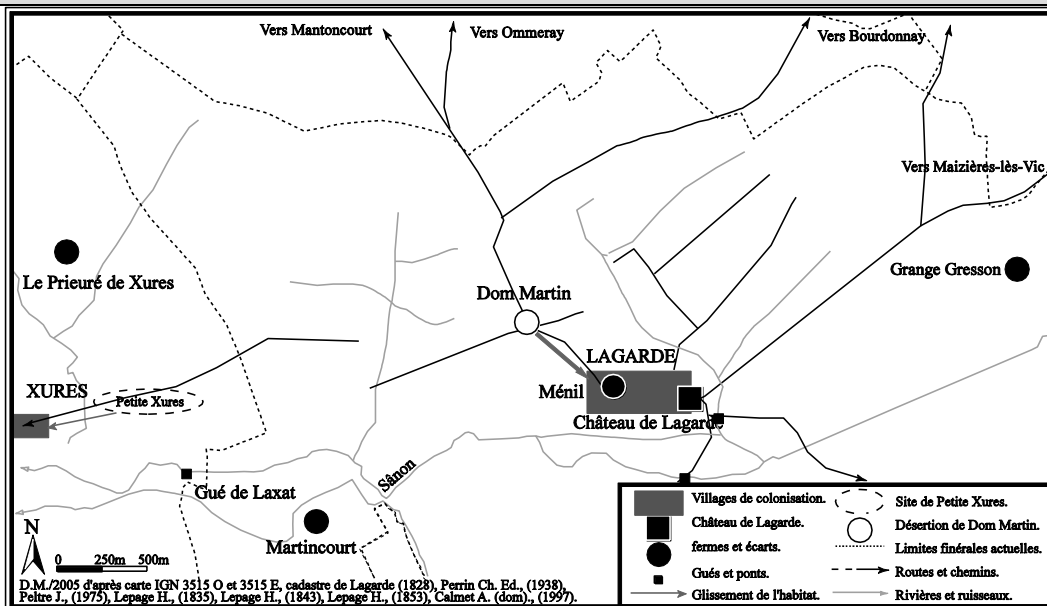 Vers Mantoncourt
Vers Ommeray
Vers Bourdonnay
Vers Maizières-lès-Vic
Le Prieuré de Xures
Grange Gresson
Dom Martin
LAGARDE
XURES
Petite Xures
Ménil
Château de Lagarde
Sânon
Gué de Laxat
Martincourt
N
0 250m 500m
D.M./2005 d'après carte IGN 3515 O et 3515 E, cadastre de Lagarde (1828), Perrin Ch. Ed., (1938),
Peltre J., (1975), Lepage H., (1835), Lepage H., (1843), Lepage H., (1853), Calmet A. (dom)., (1997).
Villages de colonisation.
Château de Lagarde.
fermes et écarts.
Gués et ponts.
Glissement de l'habitat.
Site de Petite Xures.
Désertion de Dom Martin.
Limites finérales actuelles.
Routes et chemins.
Rivières et ruisseaux.